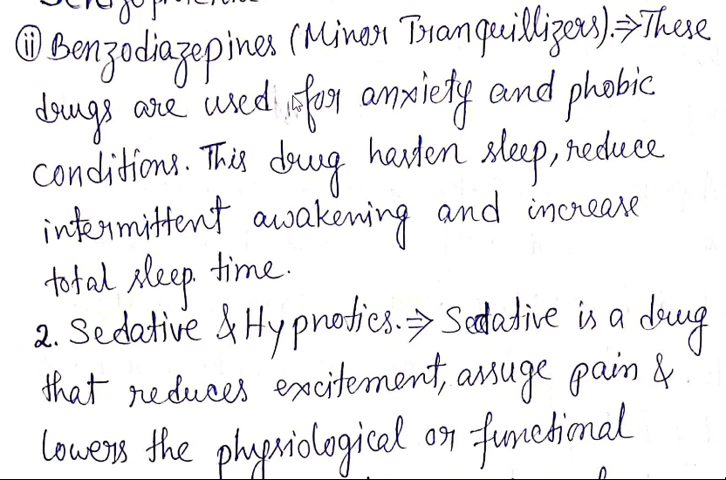 (ii) Benzodiazepines (Minor Tranquillizers).⇒These
drugs are used for anxiety and phobic
conditions. This drug hasten sleep, reduce
intermittent awakening and increase
total sleep time.
2. Sedative & Hypnotics.⇒ Sedative is a drug
that reduces excitement, assuge pain &
lowers the physiological or functional